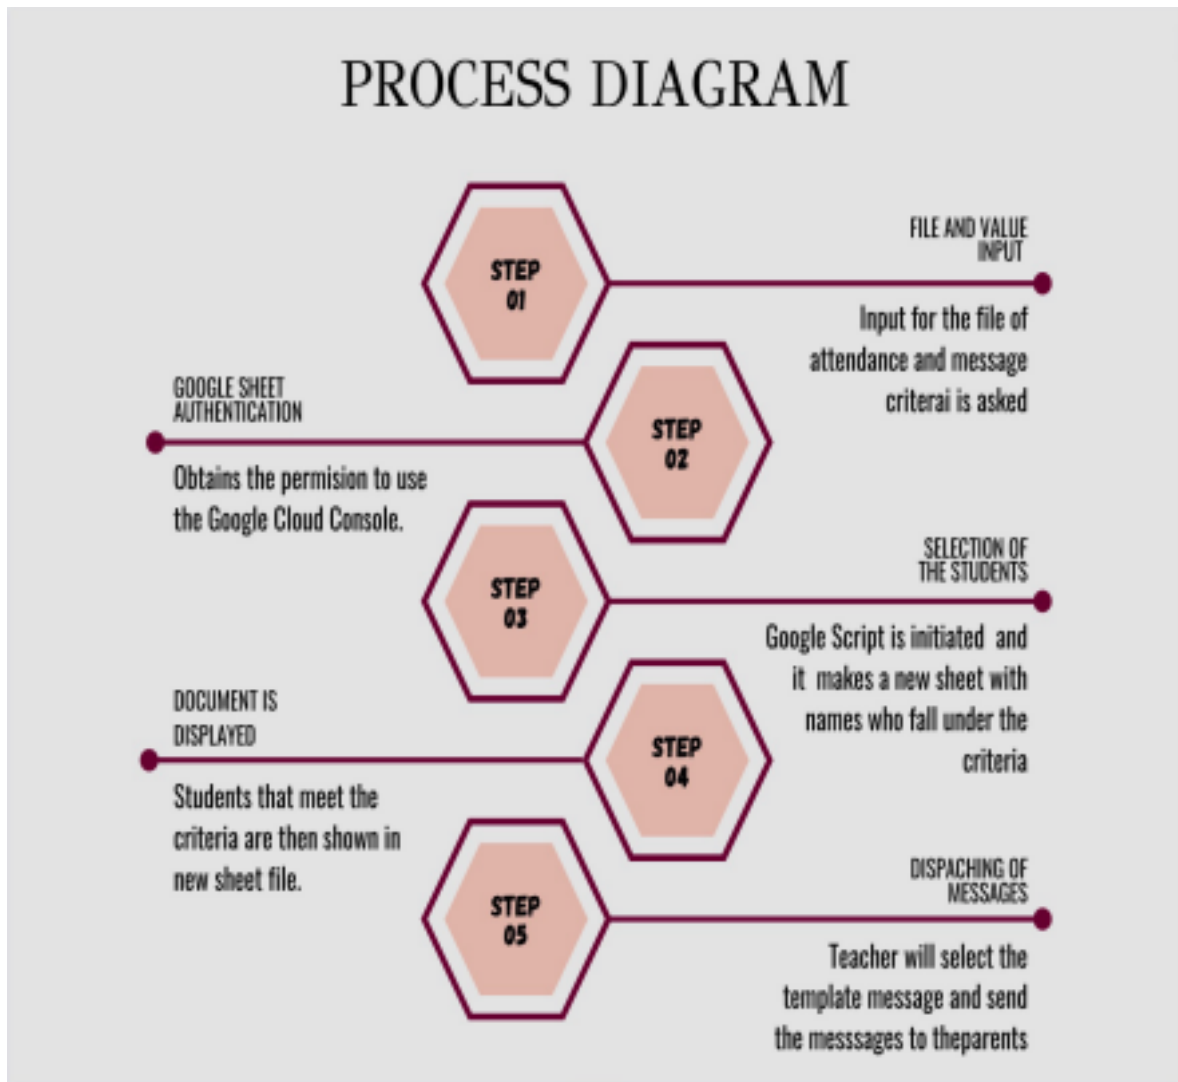 PROCESS DIAGRAM
STEP
01
FILE AND VALUE
INPUT
Input for the file of
attendance and message
criterai is asked
STEP
02
GOOGLE SHEET
AUTHENTICATION
Obtains the permision to use
the Google Cloud Console.
STEP
03
SELECTION OF
THE STUDENTS
Google Script is initiated and
it makes a new sheet with
names who fall under the
criteria
STEP
04
DOCUMENT IS
DISPLAYED
Students that meet the
criteria are then shown in
new sheet file.
STEP
05
DISPACHING OF
MESSAGES
Teacher will select the
template message and send
the messsages to theparents